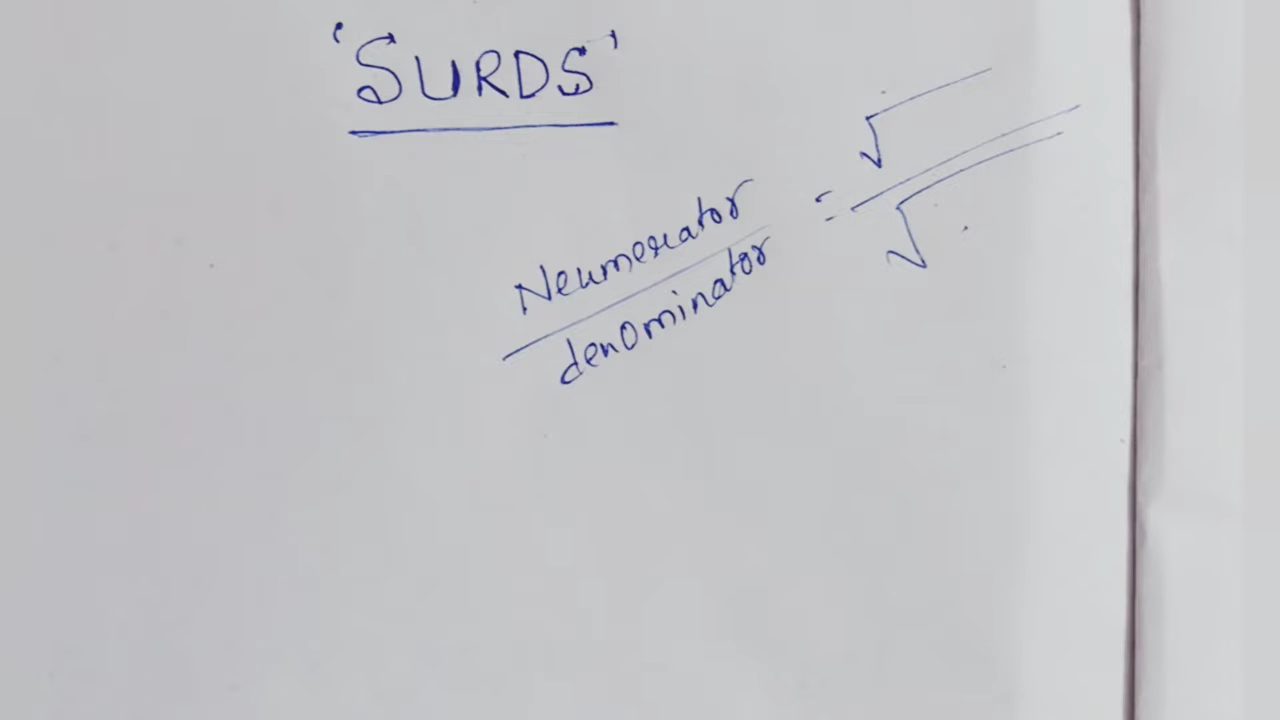 'SURDS'
Neumerator
denominator
= √
√